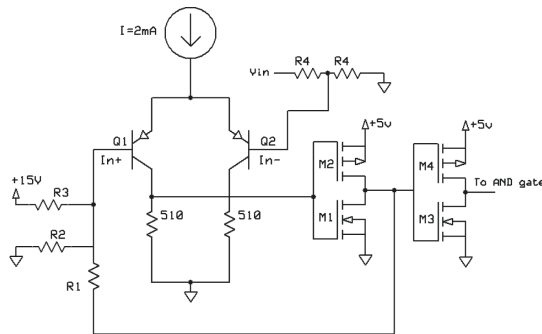 I=2mA
R4 R4
Vin
+5v +5v
Q1 Q2
M2 M4
In+ In-
+15V
To AND gate
R3
M1 M3
510 510
R2
R1